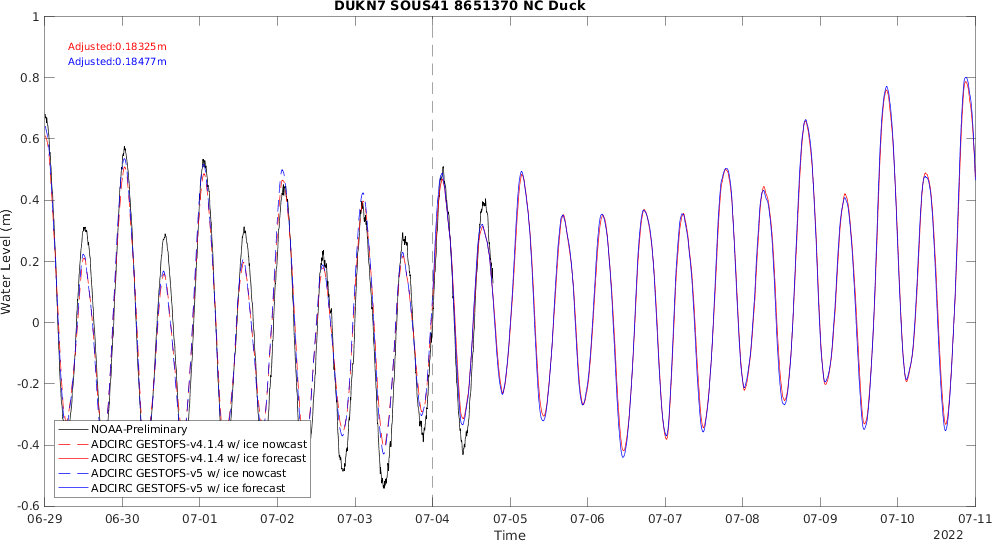 DUKN7 SOUS41 8651370 NC Duck
Adjusted:0.18325m
Adjusted:0.18477m
Water Level (m)
1
0.8
0.6
0.4
0.2
0
-0.2
-0.4
-0.6
NOAA-Preliminary
ADCIRC GESTOFS-v4.1.4 w/ ice nowcast
ADCIRC GESTOFS-v4.1.4 w/ ice forecast
ADCIRC GESTOFS-v5 w/ ice nowcast
ADCIRC GESTOFS-v5 w/ ice forecast
06-29 06-30 07-01 07-02 07-03 07-04 07-05 07-06 07-07 07-08 07-09 07-10 07-11
Time
2022